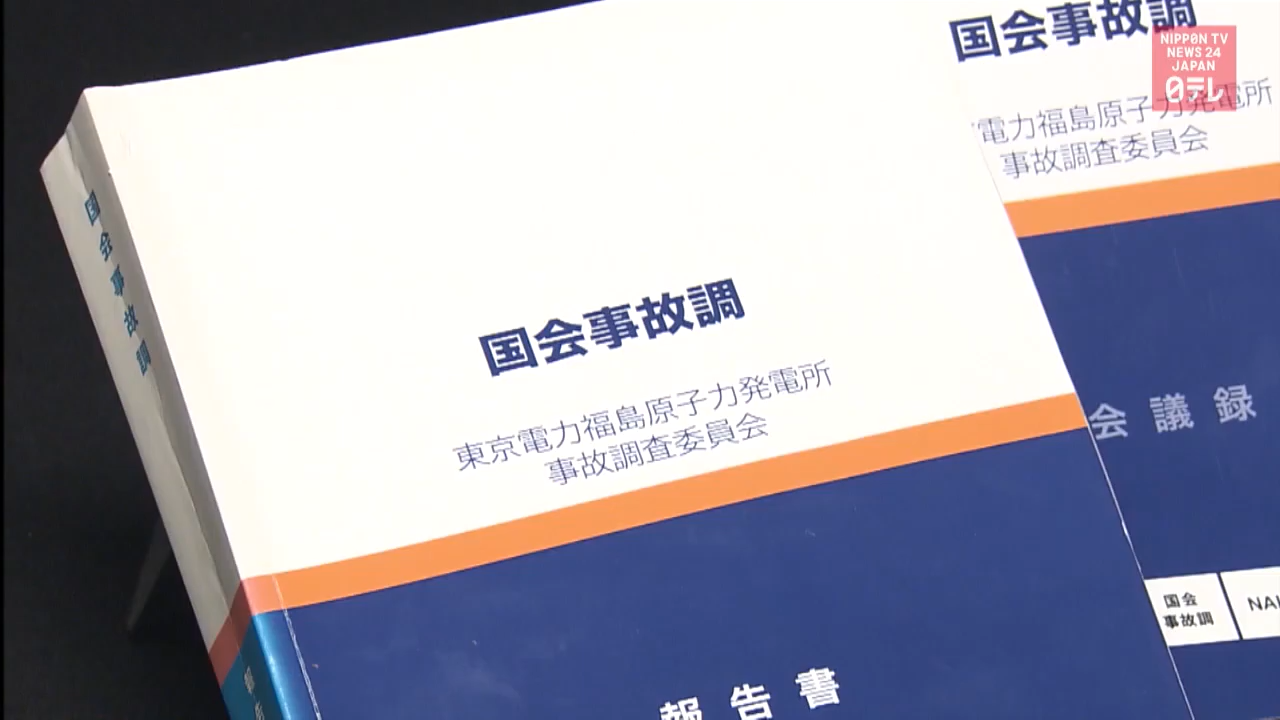 国会事故調
東京電力福島原子力発電所
事故調査委員会
報告書
国会事故調
国会事故調
電力福島原子力発電所
事故調査委員会
会議録
国会
事故調
NIPPON TV
NEWS 24
JAPAN
日テレ